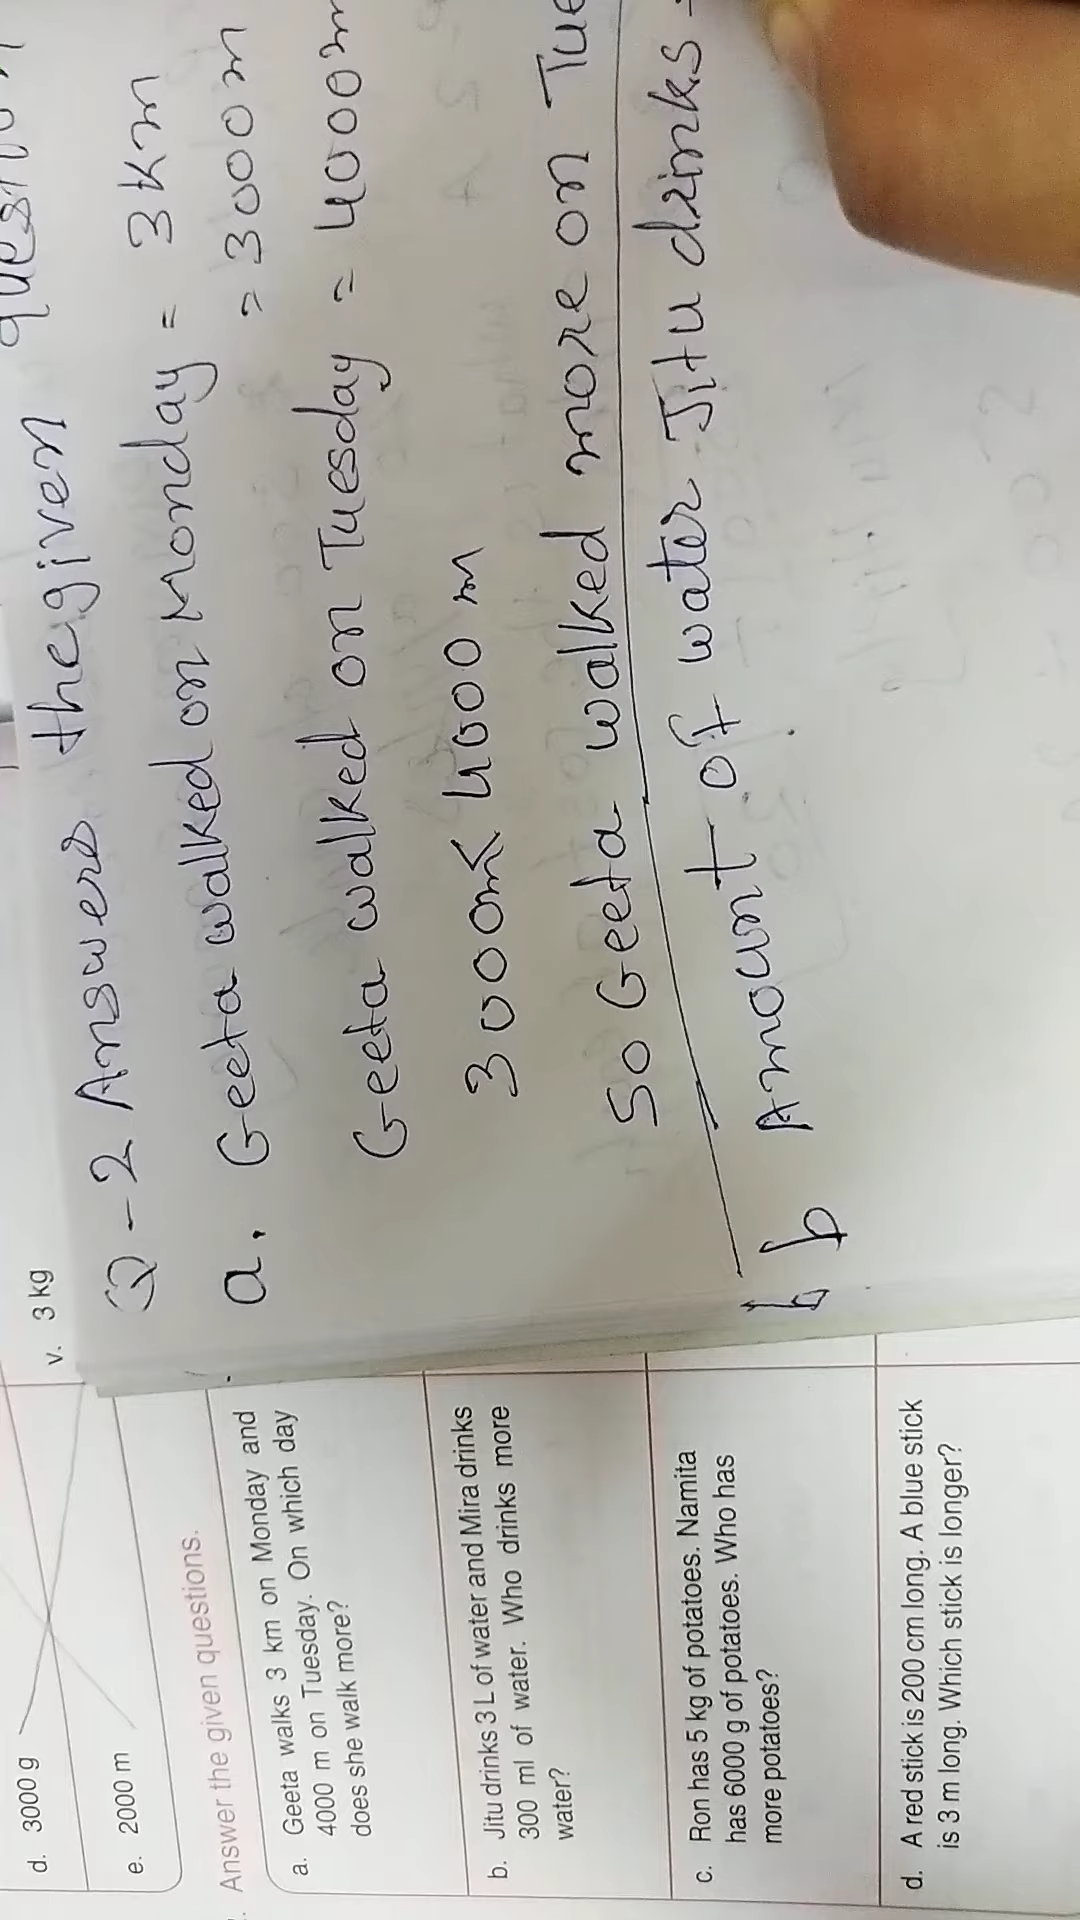 Q-2 Answers the given question
a. Geeta walked on Monday = 3 Km
= 3000 m
Geeta walked on Tuesday = 4000 m
3000m < 4000 m
So Geeta walked more on Tue
b b Amount of water Jitu drinks -
d. 3000 g
v. 3 kg
e. 2000 m
Answer the given questions.
a. Geeta walks 3 km on Monday and
4000 m on Tuesday. On which day
does she walk more?
b. Jitu drinks 3 L of water and Mira drinks
300 ml of water. Who drinks more
water?
c. Ron has 5 kg of potatoes. Namita
has 6000 g of potatoes. Who has
more potatoes?
d. A red stick is 200 cm long. A blue stick
is 3 m long. Which stick is longer?